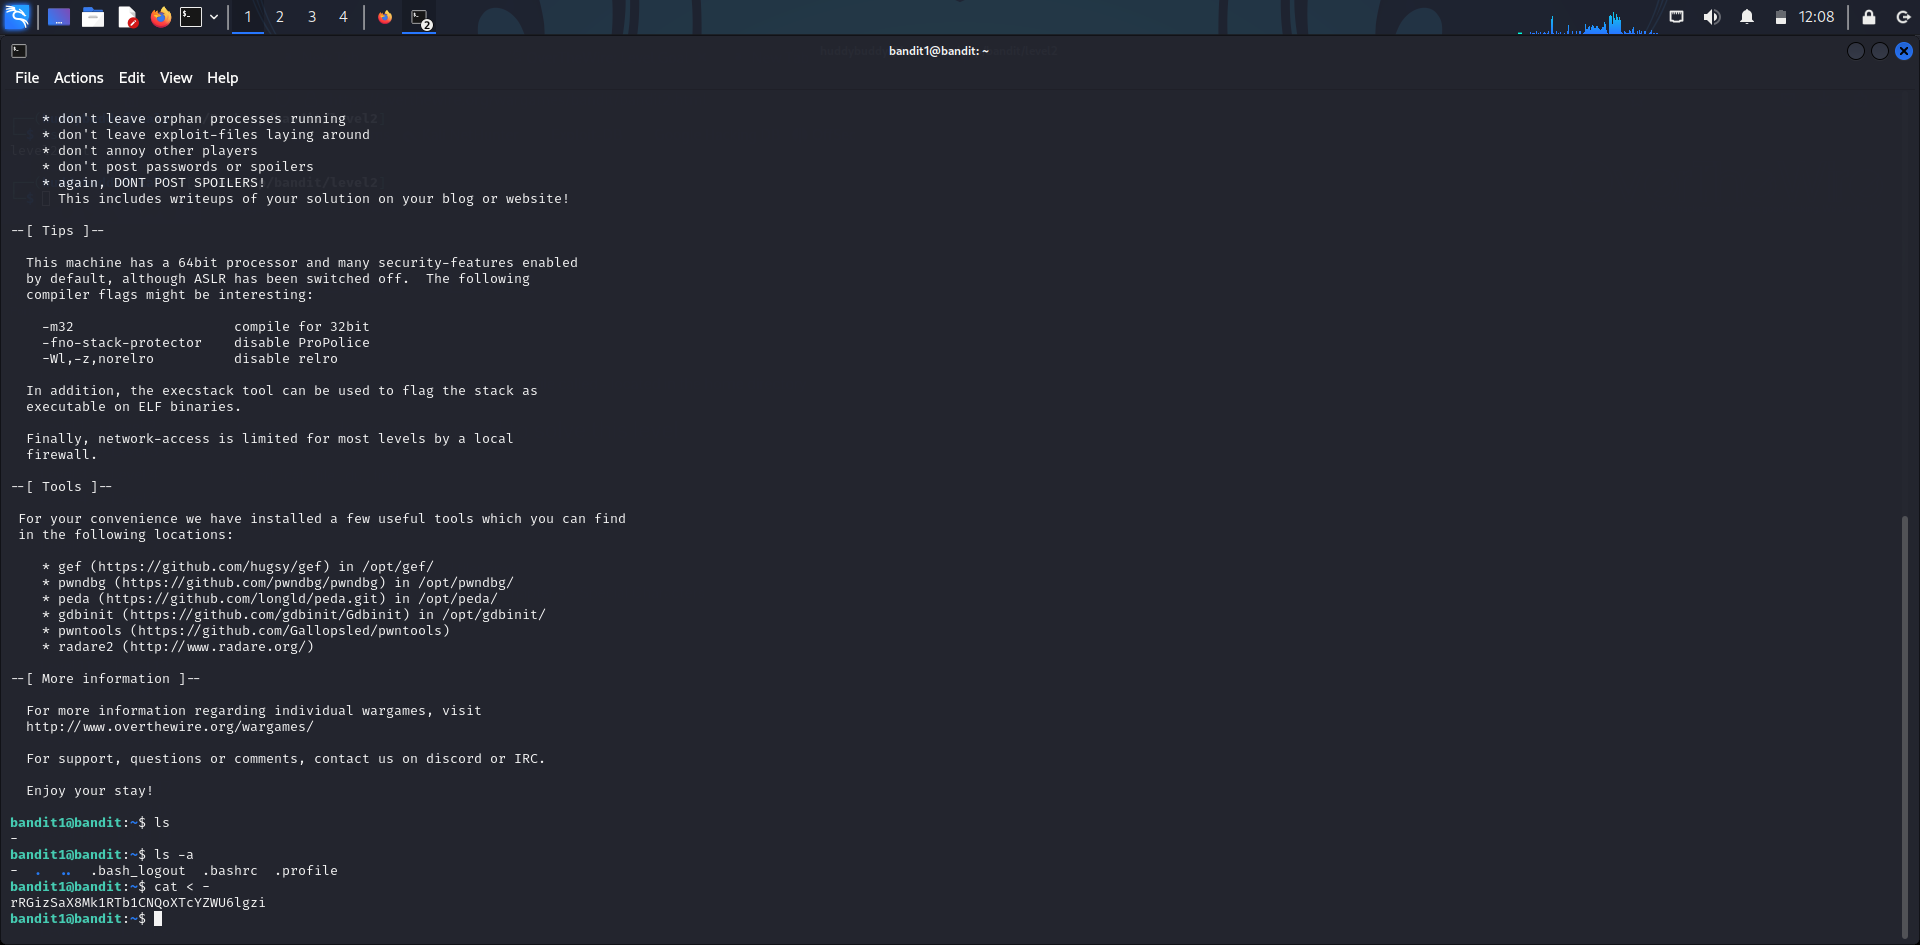 1 2 3 4
2
12:08
bandit1@bandit: ~
File Actions Edit View Help
* don't leave orphan processes running
* don't leave exploit-files laying around
* don't annoy other players
* don't post passwords or spoilers
* again, DONT POST SPOILERS!
This includes writeups of your solution on your blog or website!
--[ Tips ]--
This machine has a 64bit processor and many security-features enabled
by default, although ASLR has been switched off.  The following
compiler flags might be interesting:
-m32                    compile for 32bit
-fno-stack-protector    disable ProPolice
-Wl,-z,norelro          disable relro
In addition, the execstack tool can be used to flag the stack as
executable on ELF binaries.
Finally, network-access is limited for most levels by a local
firewall.
--[ Tools ]--
For your convenience we have installed a few useful tools which you can find
in the following locations:
* gef (https://github.com/hugsy/gef) in /opt/gef/
* pwndbg (https://github.com/pwndbg/pwndbg) in /opt/pwndbg/
* peda (https://github.com/longld/peda.git) in /opt/peda/
* gdbinit (https://github.com/gdbinit/Gdbinit) in /opt/gdbinit/
* pwntools (https://github.com/Gallopsled/pwntools)
* radare2 (http://www.radare.org/)
--[ More information ]--
For more information regarding individual wargames, visit
http://www.overthewire.org/wargames/
For support, questions or comments, contact us on discord or IRC.
Enjoy your stay!
bandit1@bandit:~$ ls
-
bandit1@bandit:~$ ls -a
-  .  ..  .bash_logout  .bashrc  .profile
bandit1@bandit:~$ cat < -
rRGizSaX8Mk1RTb1CNQoXTcYZWU6lgzi
bandit1@bandit:~$